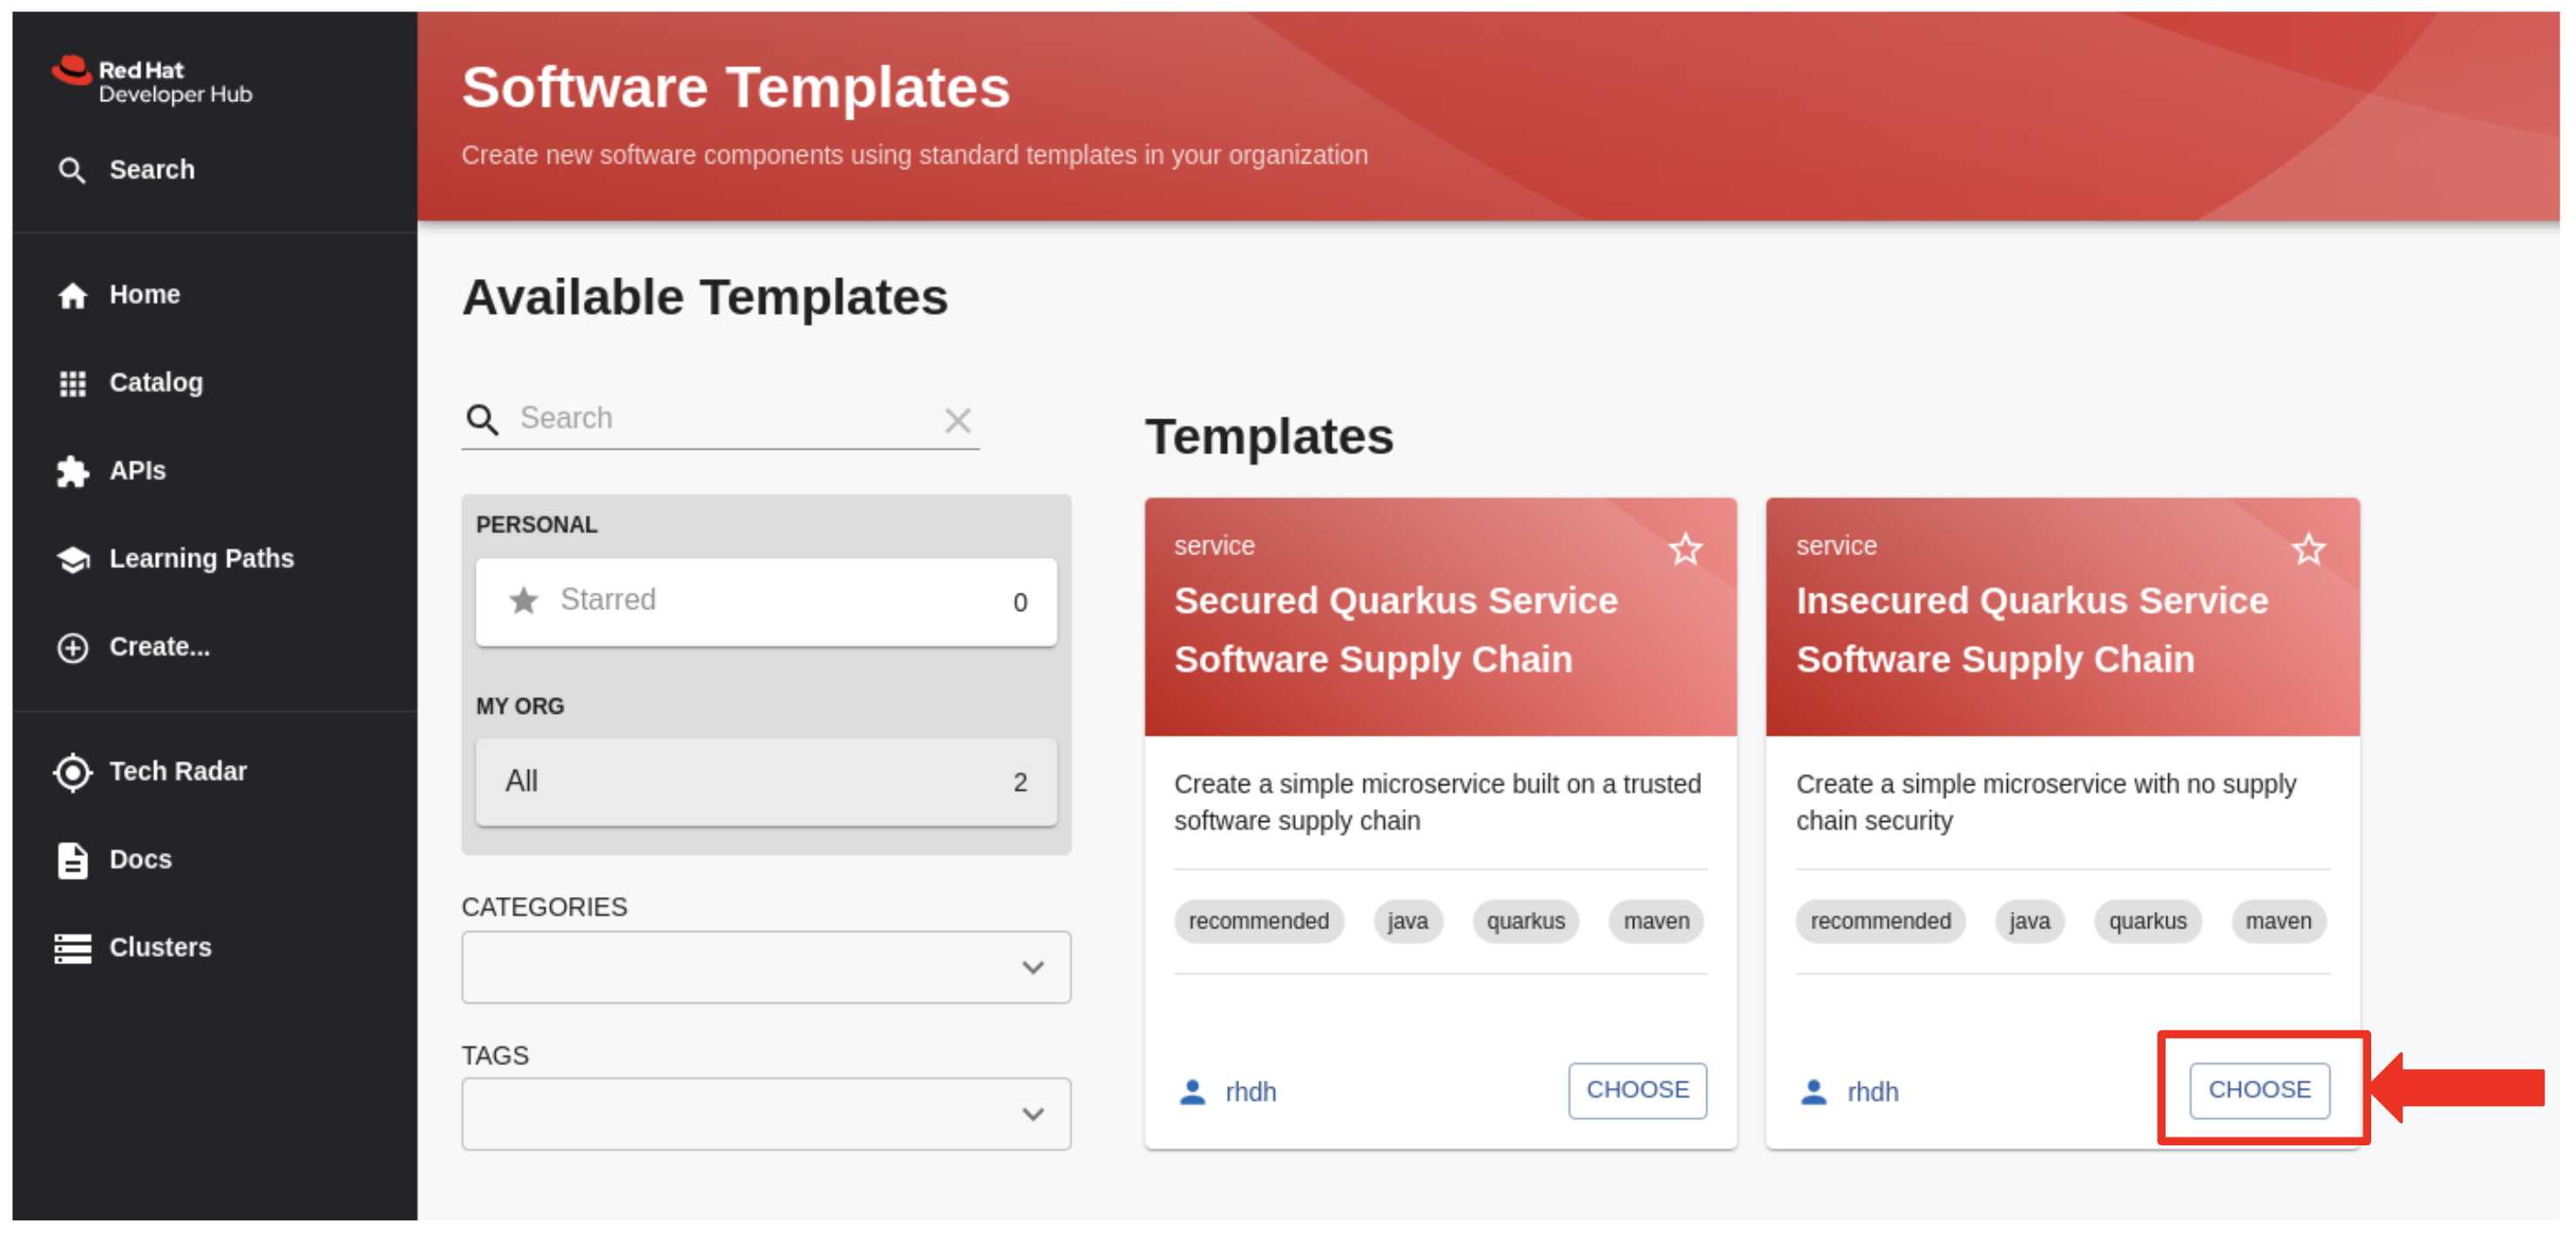 Red Hat
Developer Hub
Search
Home
Catalog
APIs
Learning Paths
Create...
Tech Radar
Docs
Clusters
Software Templates
Create new software components using standard templates in your organization
Available Templates
Search
PERSONAL
Starred 0
MY ORG
All 2
CATEGORIES
TAGS
Templates
service
Secured Quarkus Service
Software Supply Chain
Create a simple microservice built on a trusted
software supply chain
recommended java quarkus maven
rhdh CHOOSE
service
Insecured Quarkus Service
Software Supply Chain
Create a simple microservice with no supply
chain security
recommended java quarkus maven
rhdh CHOOSE